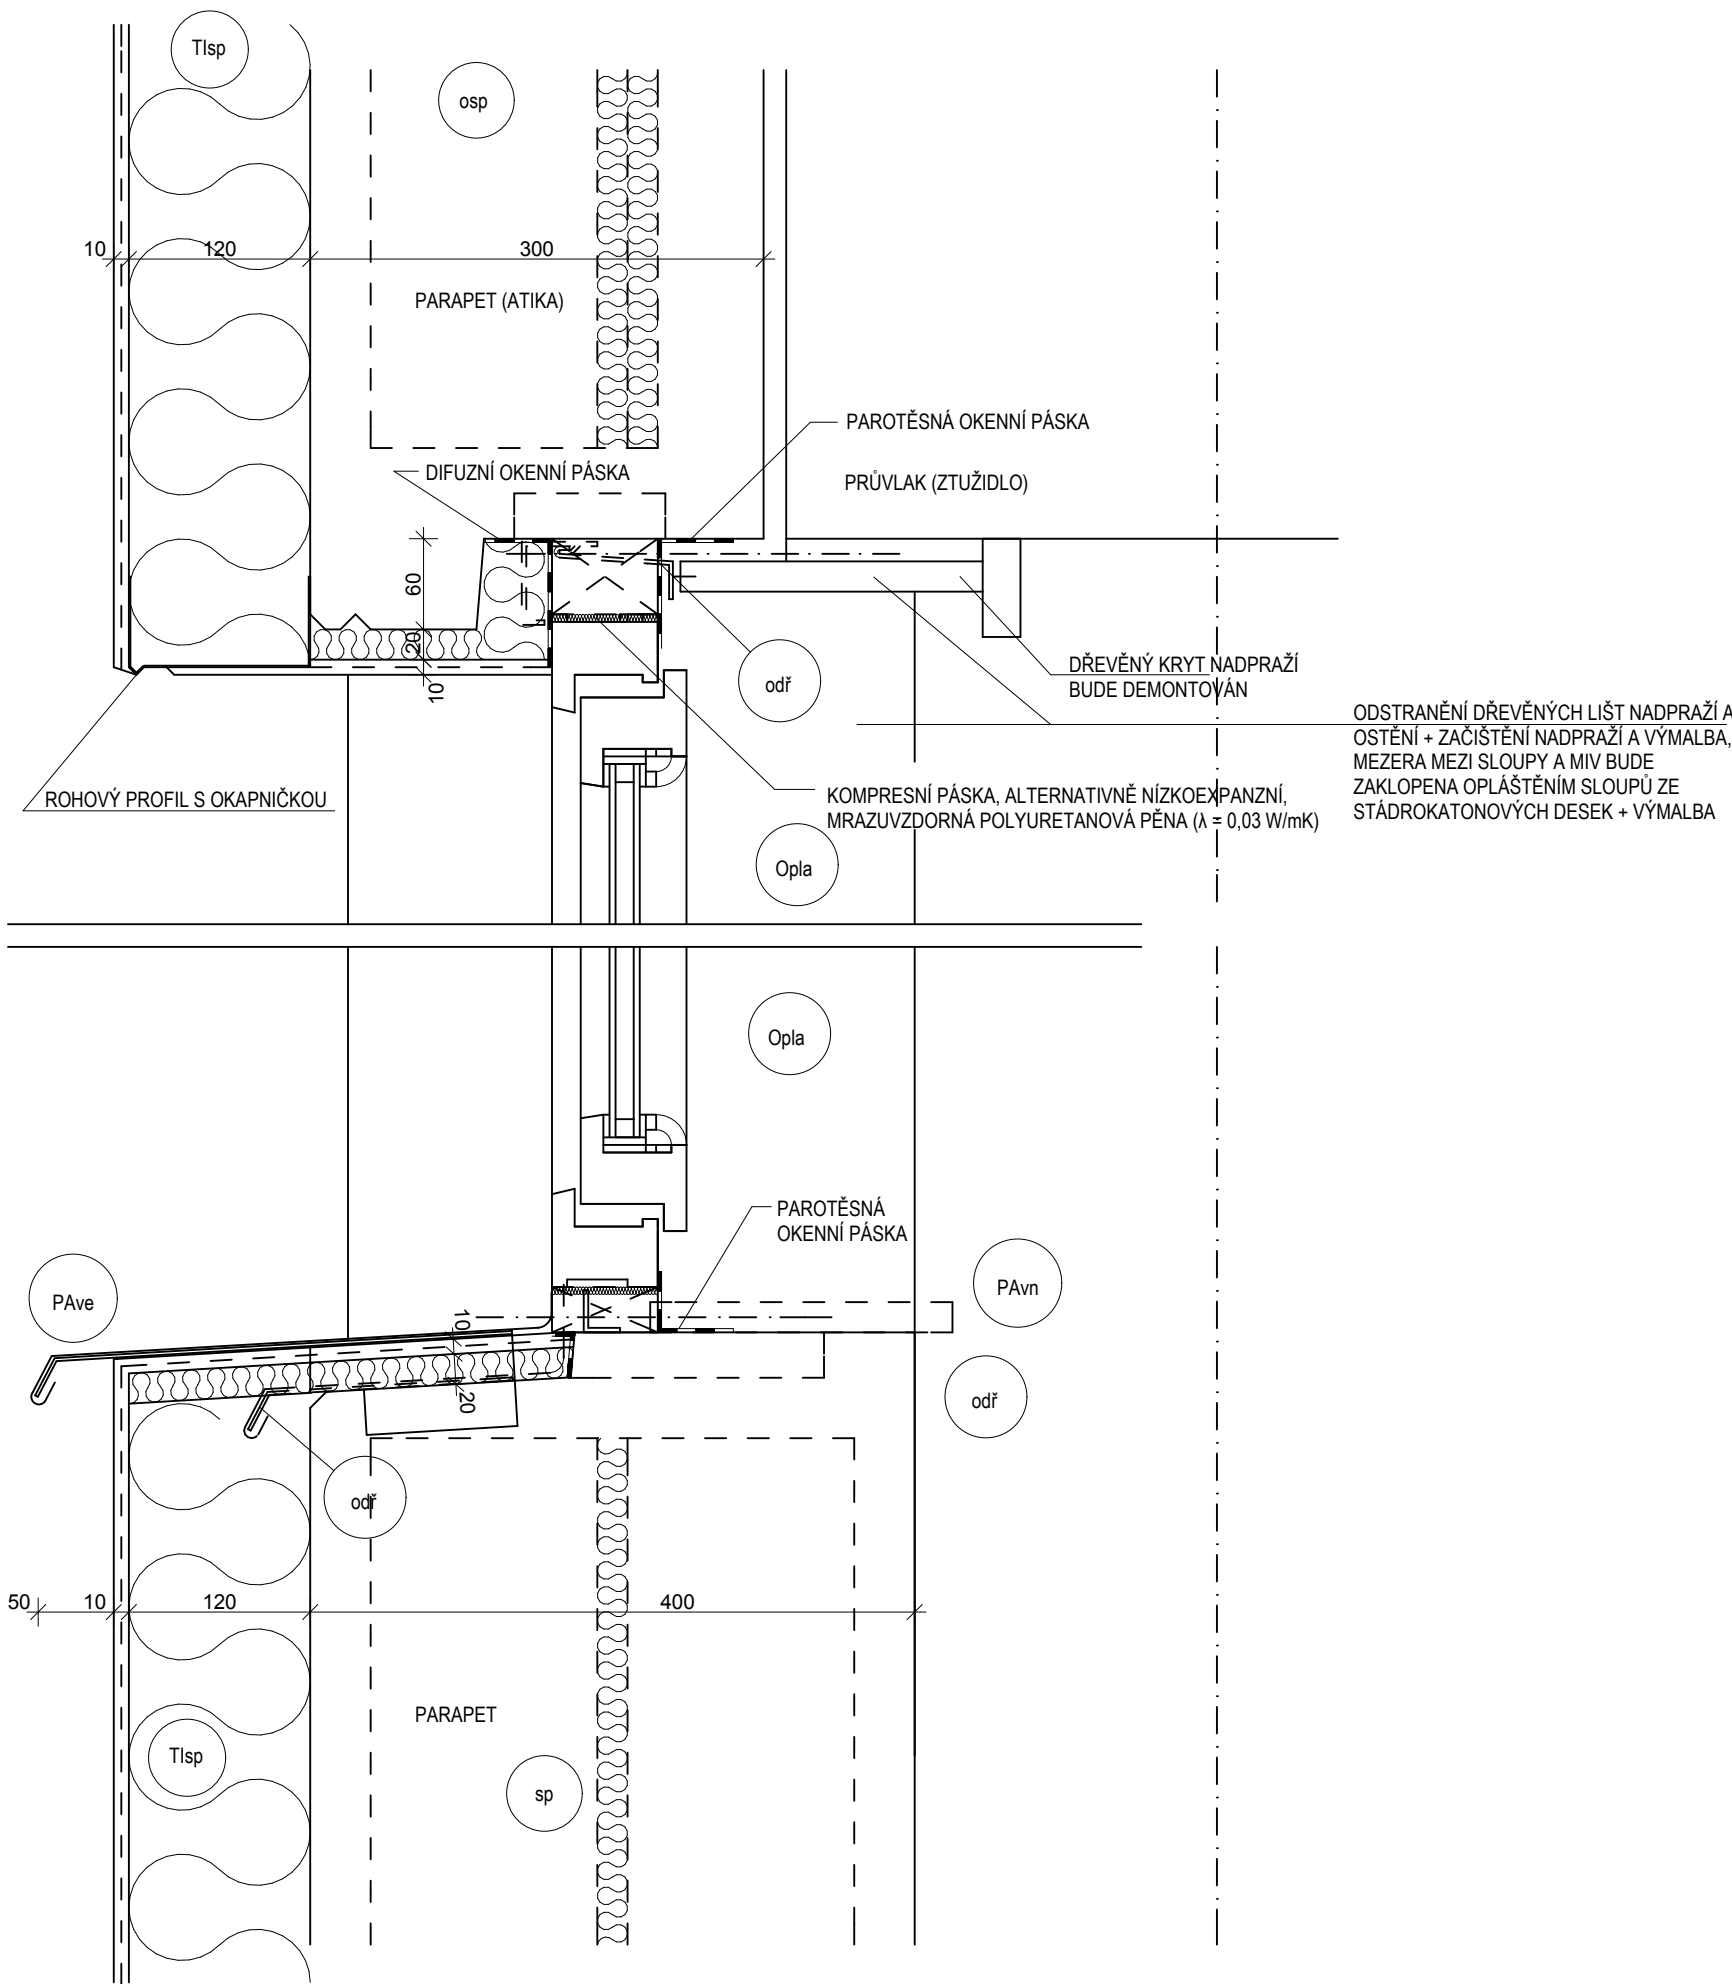 TIsp
osp
10
120
300
PARAPET (ATIKA)
PAROTĚSNÁ OKENNÍ PÁSKA
DIFUZNÍ OKENNÍ PÁSKA
PRŮVLAK (ZTUŽIDLO)
60
20
10
odř
DŘEVĚNÝ KRYT NADPRAŽÍ
BUDE DEMONTOVÁN
ODSTRANĚNÍ DŘEVĚNÝCH LIŠT NADPRAŽÍ A
OSTĚNÍ + ZAČIŠTĚNÍ NADPRAŽÍ A VÝMALBA,
MEZERA MEZI SLOUPY A MIV BUDE
ZAKLOPENA OPLÁŠTĚNÍM SLOUPŮ ZE
STÁDROKATONOVÝCH DESEK + VÝMALBA
ROHOVÝ PROFIL S OKAPNIČKOU
KOMPRESNÍ PÁSKA, ALTERNATIVNĚ NÍZKOEXPANZNÍ,
MRAZUVZDORNÁ POLYURETANOVÁ PĚNA (λ = 0,03 W/mK)
Opla
Opla
PAROTĚSNÁ
OKENNÍ PÁSKA
PAve
PAvn
10
20
odř
odř
50
10
120
400
PARAPET
TIsp
sp